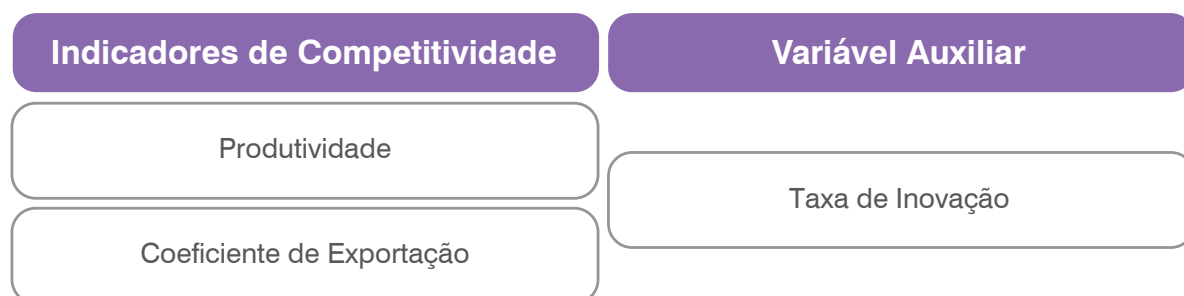 Indicadores de Competitividade
Variável Auxiliar
Produtividade
Taxa de Inovação
Coeficiente de Exportação